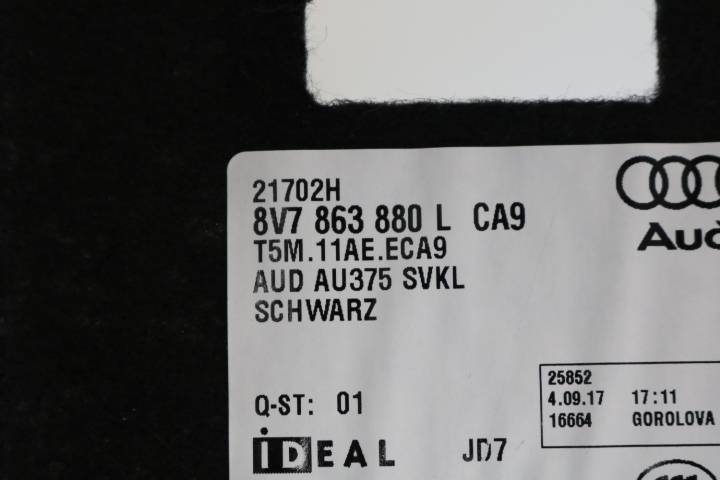 21702H
8V7 863 880 L CA9
T5M.11AE.ECA9
AUD AU375 SVKL
SCHWARZ
Q-ST: 01
iDEAL JD7
Aud
25852
4.09.17 17:11
16664 GOROLOVA